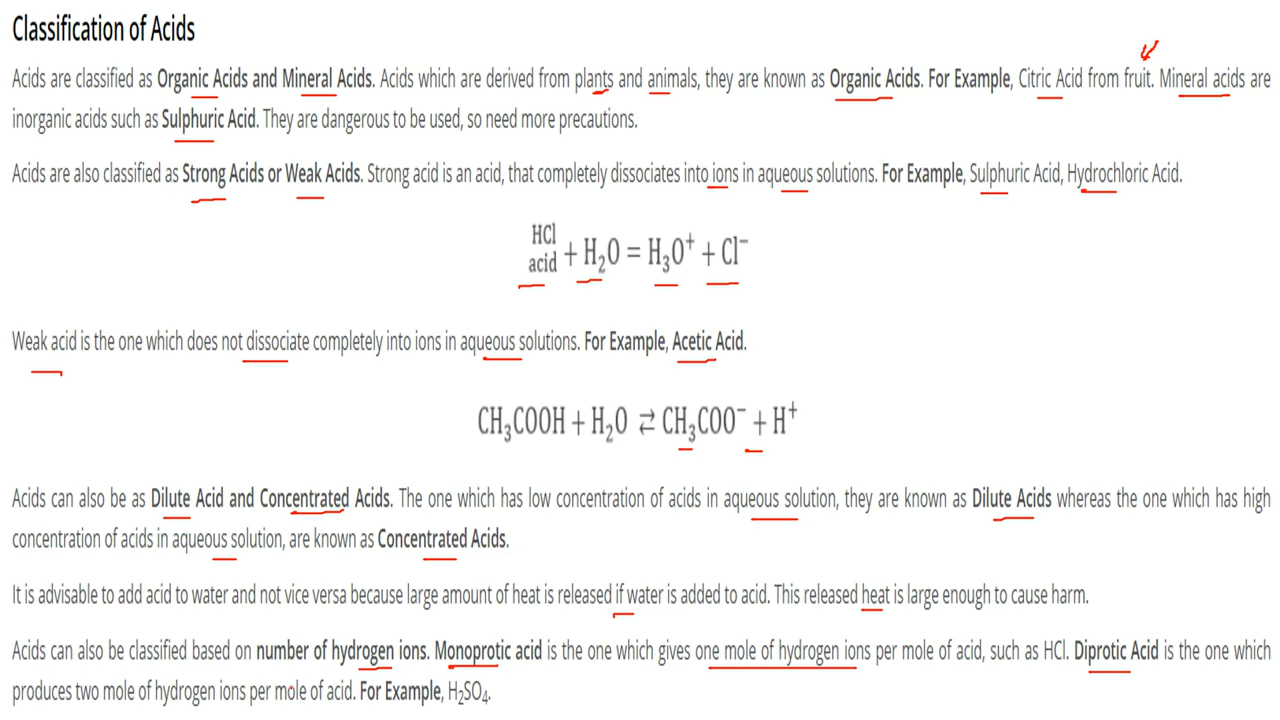 Classification of Acids
Acids are classified as Organic Acids and Mineral Acids. Acids which are derived from plants and animals, they are known as Organic Acids. For Example, Citric Acid from fruit. Mineral acids are
inorganic acids such as Sulphuric Acid. They are dangerous to be used, so need more precautions.
Acids are also classified as Strong Acids or Weak Acids. Strong acid is an acid, that completely dissociates into ions in aqueous solutions. For Example, Sulphuric Acid, Hydrochloric Acid.
HCl
acid + H₂O = H₃O⁺ + Cl⁻
Weak acid is the one which does not dissociate completely into ions in aqueous solutions. For Example, Acetic Acid.
CH₃COOH + H₂O ⇄ CH₃COO⁻ + H⁺
Acids can also be as Dilute Acid and Concentrated Acids. The one which has low concentration of acids in aqueous solution, they are known as Dilute Acids whereas the one which has high
concentration of acids in aqueous solution, are known as Concentrated Acids.
It is advisable to add acid to water and not vice versa because large amount of heat is released if water is added to acid. This released heat is large enough to cause harm.
Acids can also be classified based on number of hydrogen ions. Monoprotic acid is the one which gives one mole of hydrogen ions per mole of acid, such as HCl. Diprotic Acid is the one which
produces two mole of hydrogen ions per mole of acid. For Example, H₂SO₄.